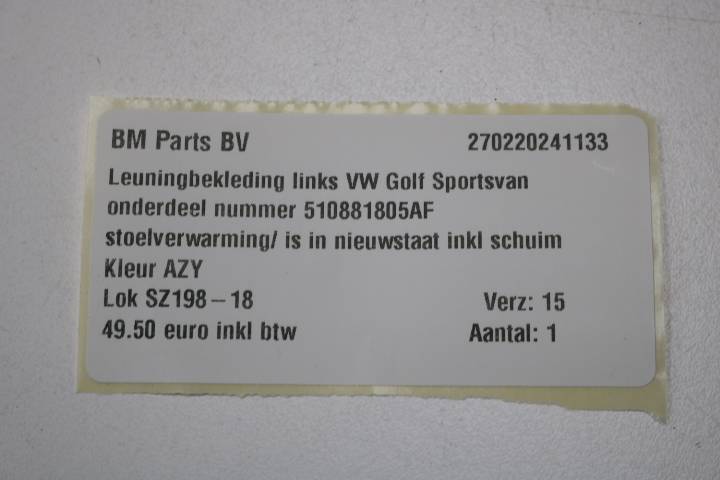 BM Parts BV 270220241133
Leuningbekleding links VW Golf Sportsvan
onderdeel nummer 510881805AF
stoelverwarming/ is in nieuwstaat inkl schuim
Kleur AZY
Lok SZ198-18 Verz: 15
49.50 euro inkl btw Aantal: 1